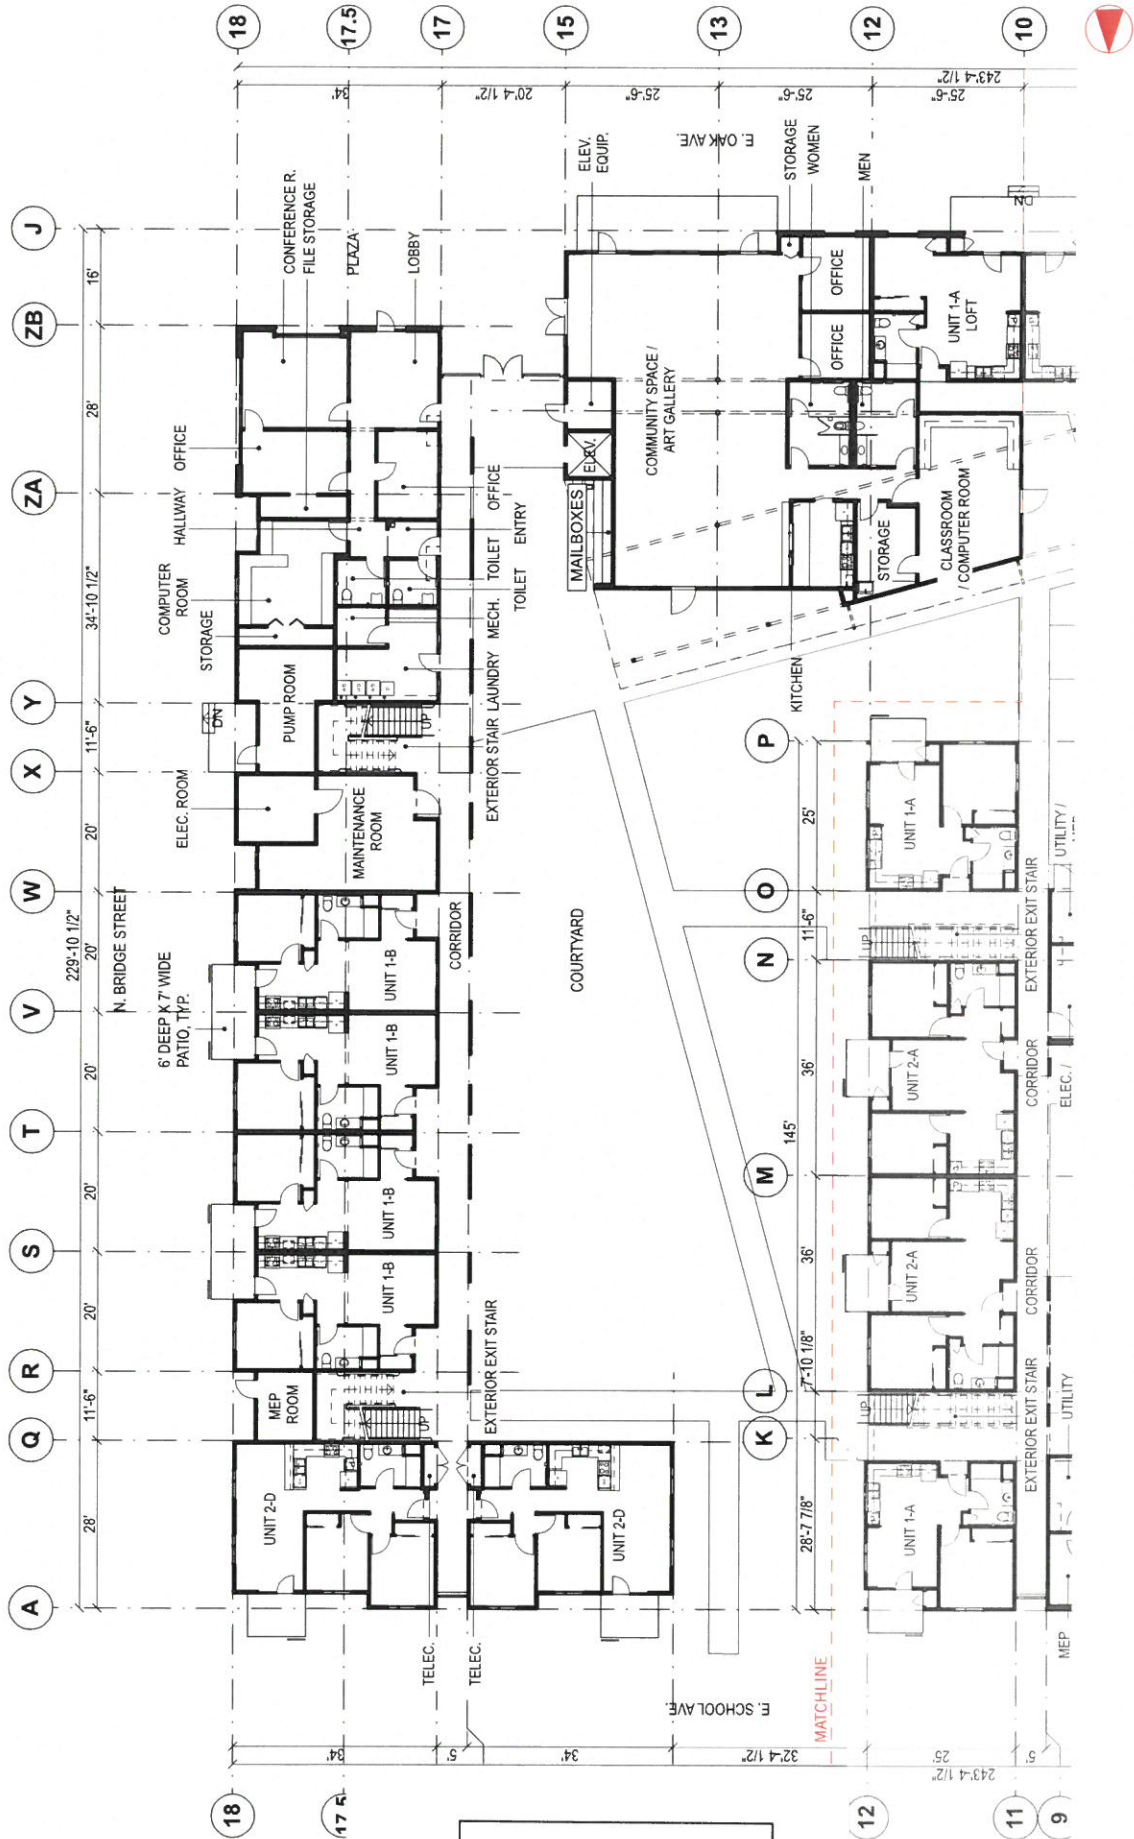 18
17.5
17
15
13
12
10
34'
20'-4 1/2"
25'-6"
25'-6"
25'-6"
243'-4 1/2"
E. OAK AVE.
J
ZB
ZA
Y
X
W
V
T
S
R
Q
A
16'
28'
34'-10 1/2"
11'-6"
20'
20'
20'
20'
20'
11'-6"
28'
229'-10 1/2"
N. BRIDGE STREET
6' DEEP X 7' WIDE
PATIO, TYP.
CONFERENCE R.
FILE STORAGE
PLAZA
LOBBY
OFFICE
HALLWAY
COMPUTER
ROOM
STORAGE
DN
PUMP ROOM
ELEC. ROOM
MAINTENANCE
ROOM
OFFICE
ENTRY
TOILET
TOILET
MECH.
LAUNDRY
EXTERIOR STAIR
UP
UNIT 1-B
UNIT 1-B
UNIT 1-B
UNIT 1-B
CORRIDOR
MEP
ROOM
UP
EXTERIOR EXIT STAIR
UNIT 2-D
UNIT 2-D
TELEC.
TELEC.
ELEV.
EQUIP.
STORAGE
WOMEN
MEN
OFFICE
OFFICE
UNIT 1-A
LOFT
DN
COMMUNITY SPACE /
ART GALLERY
ELEV.
MAILBOXES
STORAGE
CLASSROOM
/ COMPUTER ROOM
KITCHEN
COURTYARD
P
O
N
M
L
K
25'
11'-6"
36'
36'
7'-10 1/8"
28'-7 7/8"
145'
UNIT 1-A
UP
EXTERIOR EXIT STAIR
UNIT 2-A
CORRIDOR
UNIT 2-A
CORRIDOR
UP
EXTERIOR EXIT STAIR
UNIT 1-A
UTILITY /
ELEC. /
UTILITY
MEP
MATCHLINE
E. SCHOOL AVE.
34'
5'
34'
32'-4 1/2"
25'
5'
243'-4 1/2"
18
12
11
9